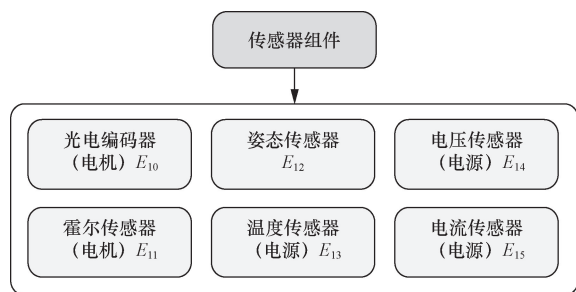 传感器组件
光电编码器
（电机）E10
姿态传感器
E12
电压传感器
（电源）E14
霍尔传感器
（电机）E11
温度传感器
（电源）E13
电流传感器
（电源）E15